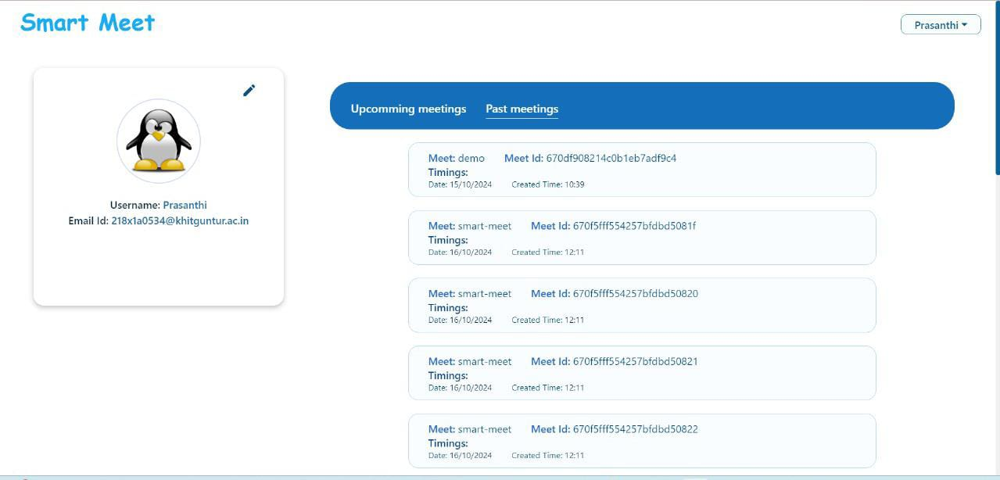 Smart Meet
Prasanthi
Username: Prasanthi
Email Id: 218x1a0534@khitguntur.ac.in
Upcomming meetings Past meetings
Meet: demo Meet Id: 670df908214c0b1eb7adf9c4
Timings:
Date: 15/10/2024 Created Time: 10:39
Meet: smart-meet Meet Id: 670f5fff554257bfdbd5081f
Timings:
Date: 16/10/2024 Created Time: 12:11
Meet: smart-meet Meet Id: 670f5fff554257bfdbd50820
Timings:
Date: 16/10/2024 Created Time: 12:11
Meet: smart-meet Meet Id: 670f5fff554257bfdbd50821
Timings:
Date: 16/10/2024 Created Time: 12:11
Meet: smart-meet Meet Id: 670f5fff554257bfdbd50822
Timings:
Date: 16/10/2024 Created Time: 12:11